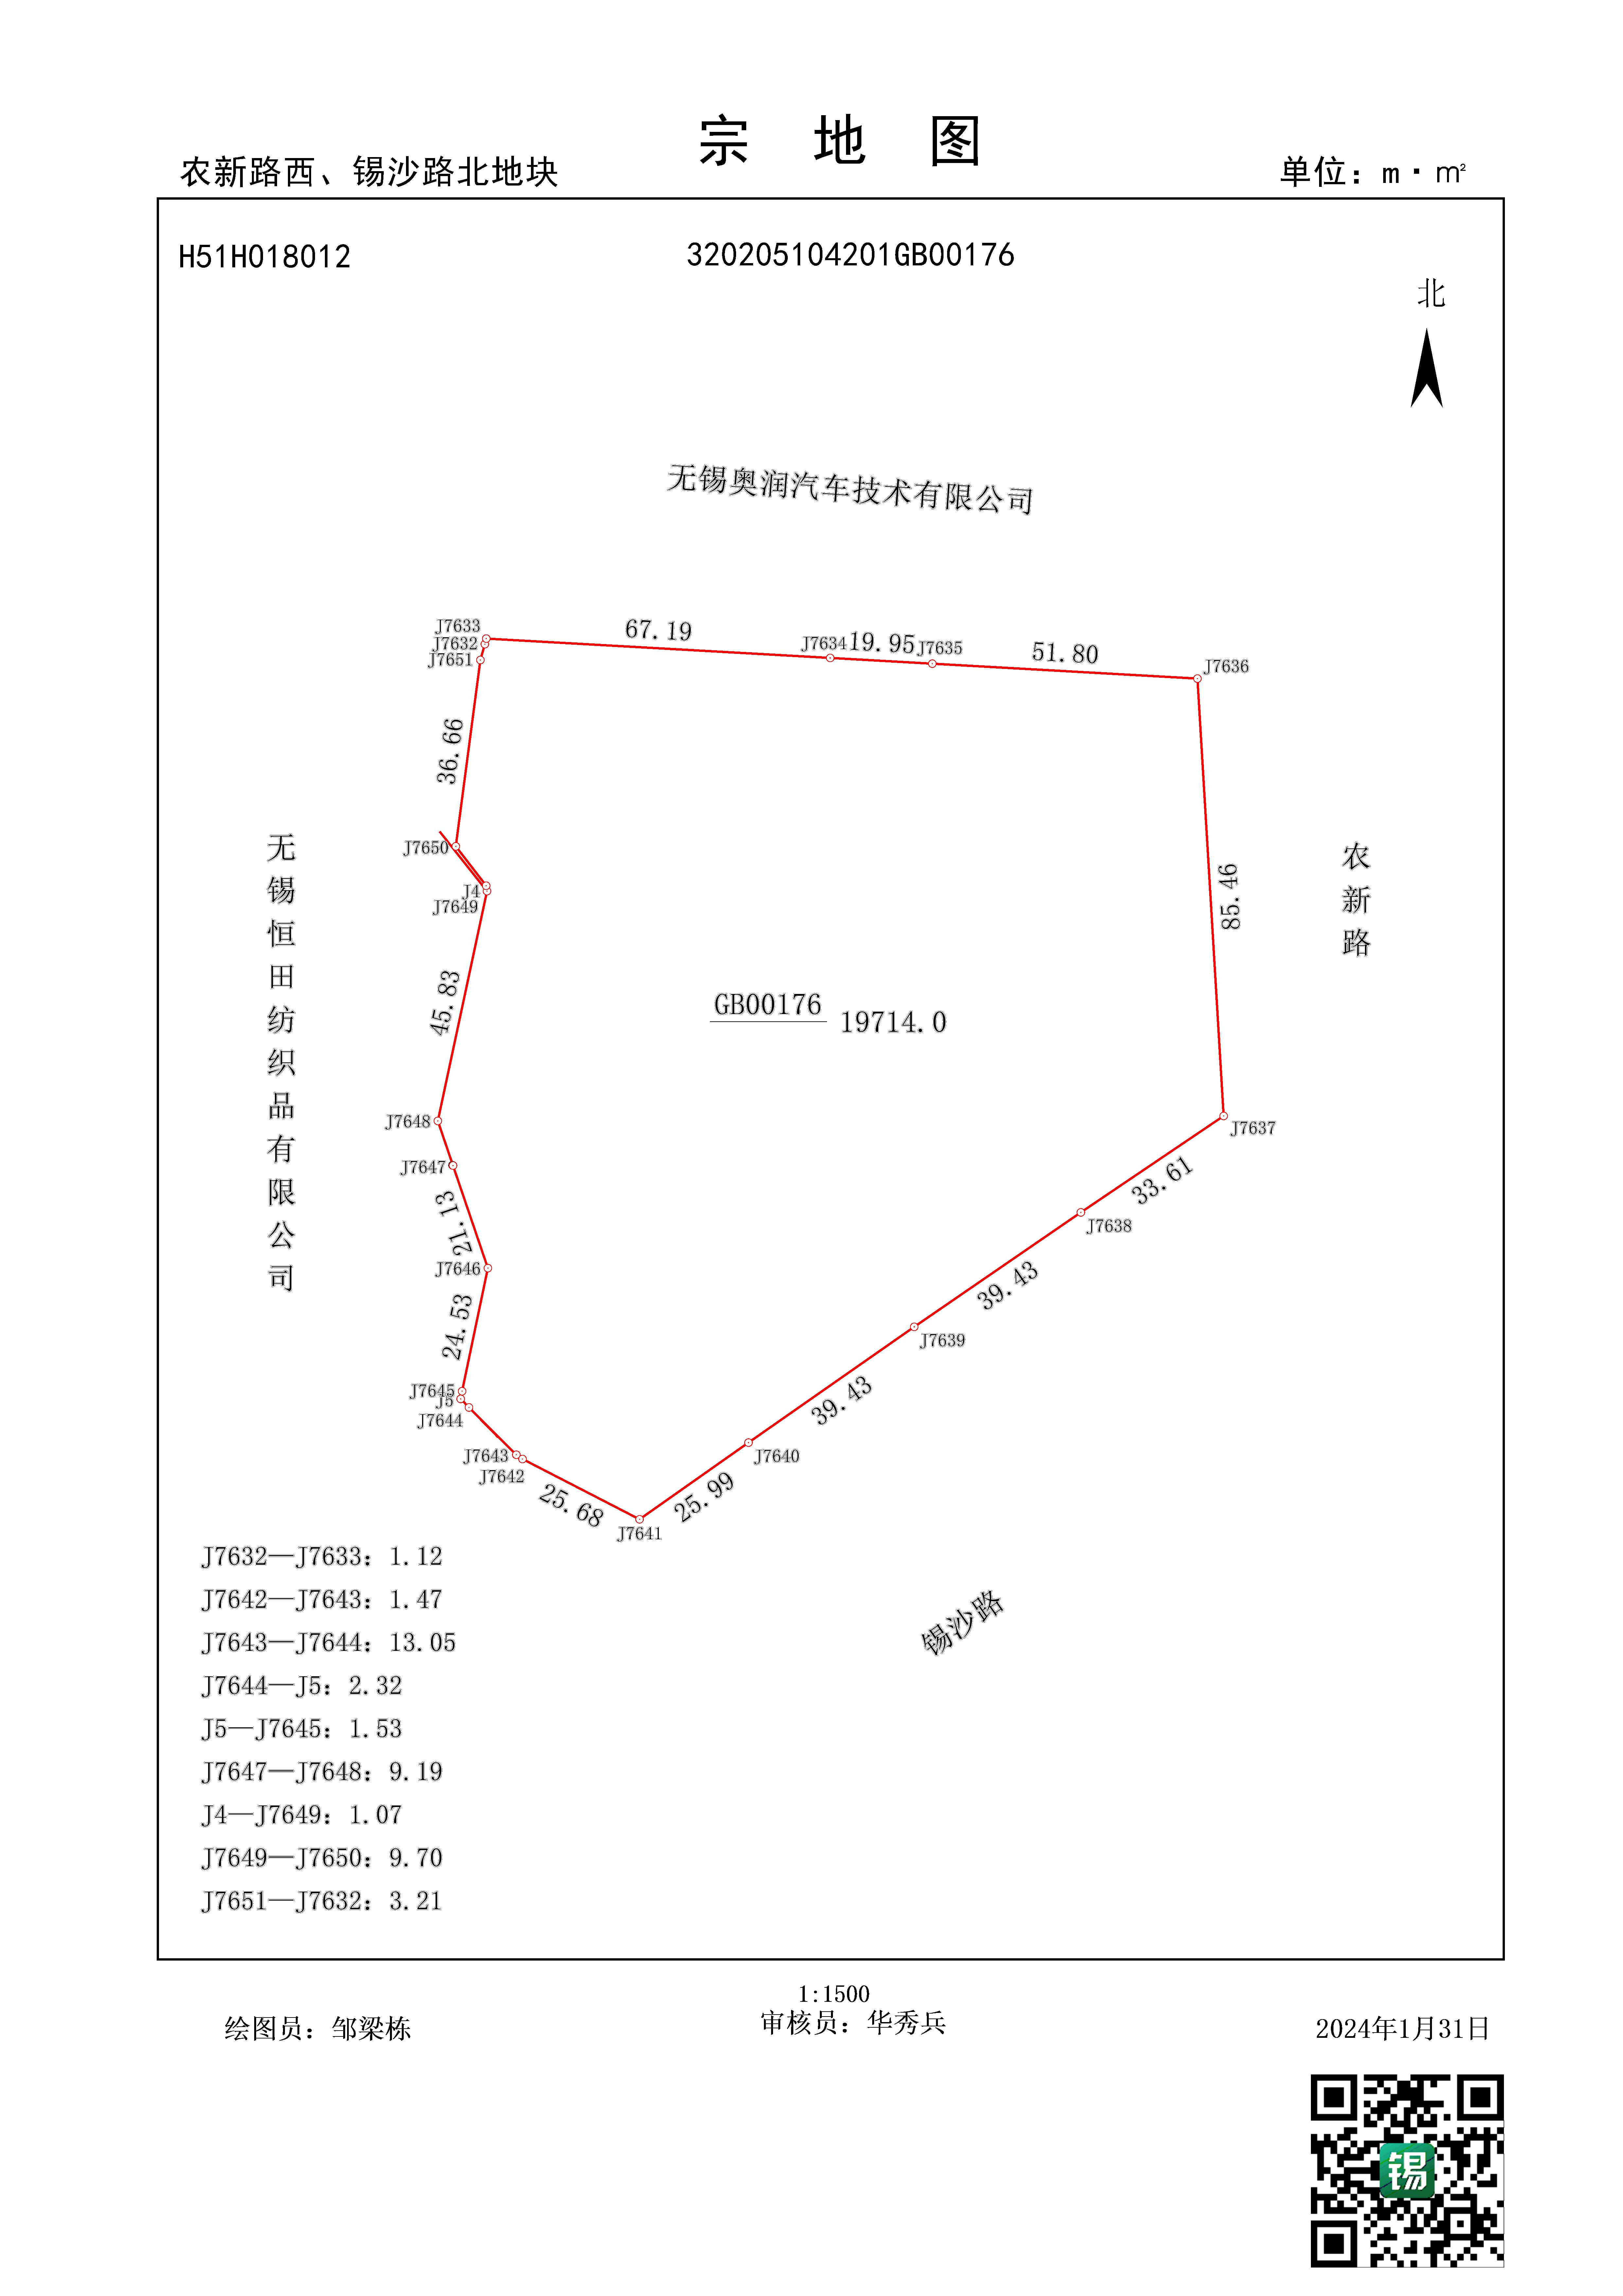 宗 地 图
农新路西、锡沙路北地块
单位：m·㎡
H51H018012
320205104201GB00176
北
无锡奥润汽车技术有限公司
J7633
J7632
J7651
67.19
J7634
19.95
J7635
51.80
J7636
36.66
J7650
J4
J7649
85.46
无锡恒田纺织品有限公司
农新路
45.83
GB00176
19714.0
J7648
J7637
J7647
21.13
33.61
J7638
J7646
39.43
24.53
J7639
J7645
J5
J7644
39.43
J7643
J7642
J7640
25.68
25.99
J7641
锡沙路
J7632—J7633：1.12
J7642—J7643：1.47
J7643—J7644：13.05
J7644—J5：2.32
J5—J7645：1.53
J7647—J7648：9.19
J4—J7649：1.07
J7649—J7650：9.70
J7651—J7632：3.21
1:1500
绘图员：邹梁栋
审核员：华秀兵
2024年1月31日
锡